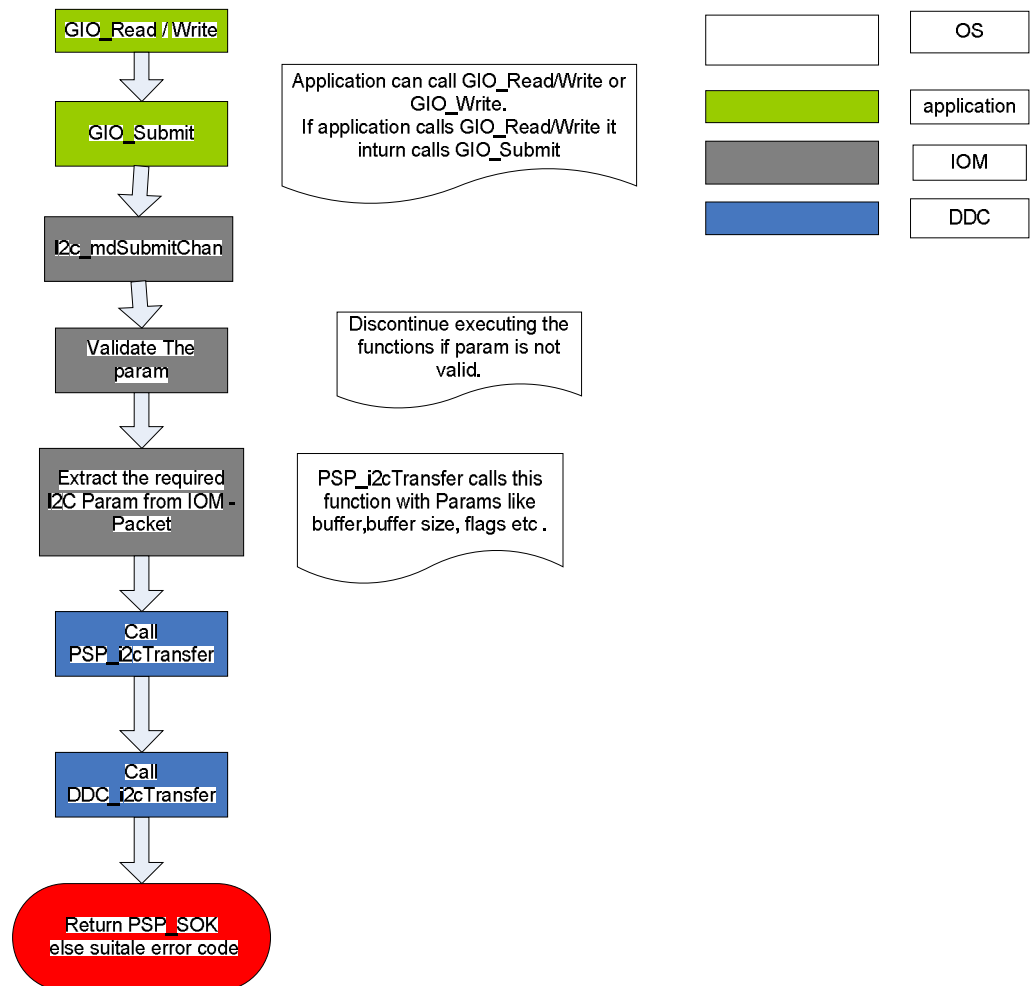 GIO_Read / Write
GIO_Submit
I2c_mdSubmitChan
Validate The
param
Extract the required
I2C Param from IOM -
Packet
Call
PSP_i2cTransfer
Call
DDC_i2cTransfer
Return PSP_SOK
else suitale error code
Application can call GIO_Read/Write or
GIO_Write.
If application calls GIO_Read/Write it
inturn calls GIO_Submit
Discontinue executing the
functions if param is not
valid.
PSP_i2cTransfer calls this
function with Params like
buffer,buffer size, flags etc .
OS
application
IOM
DDC